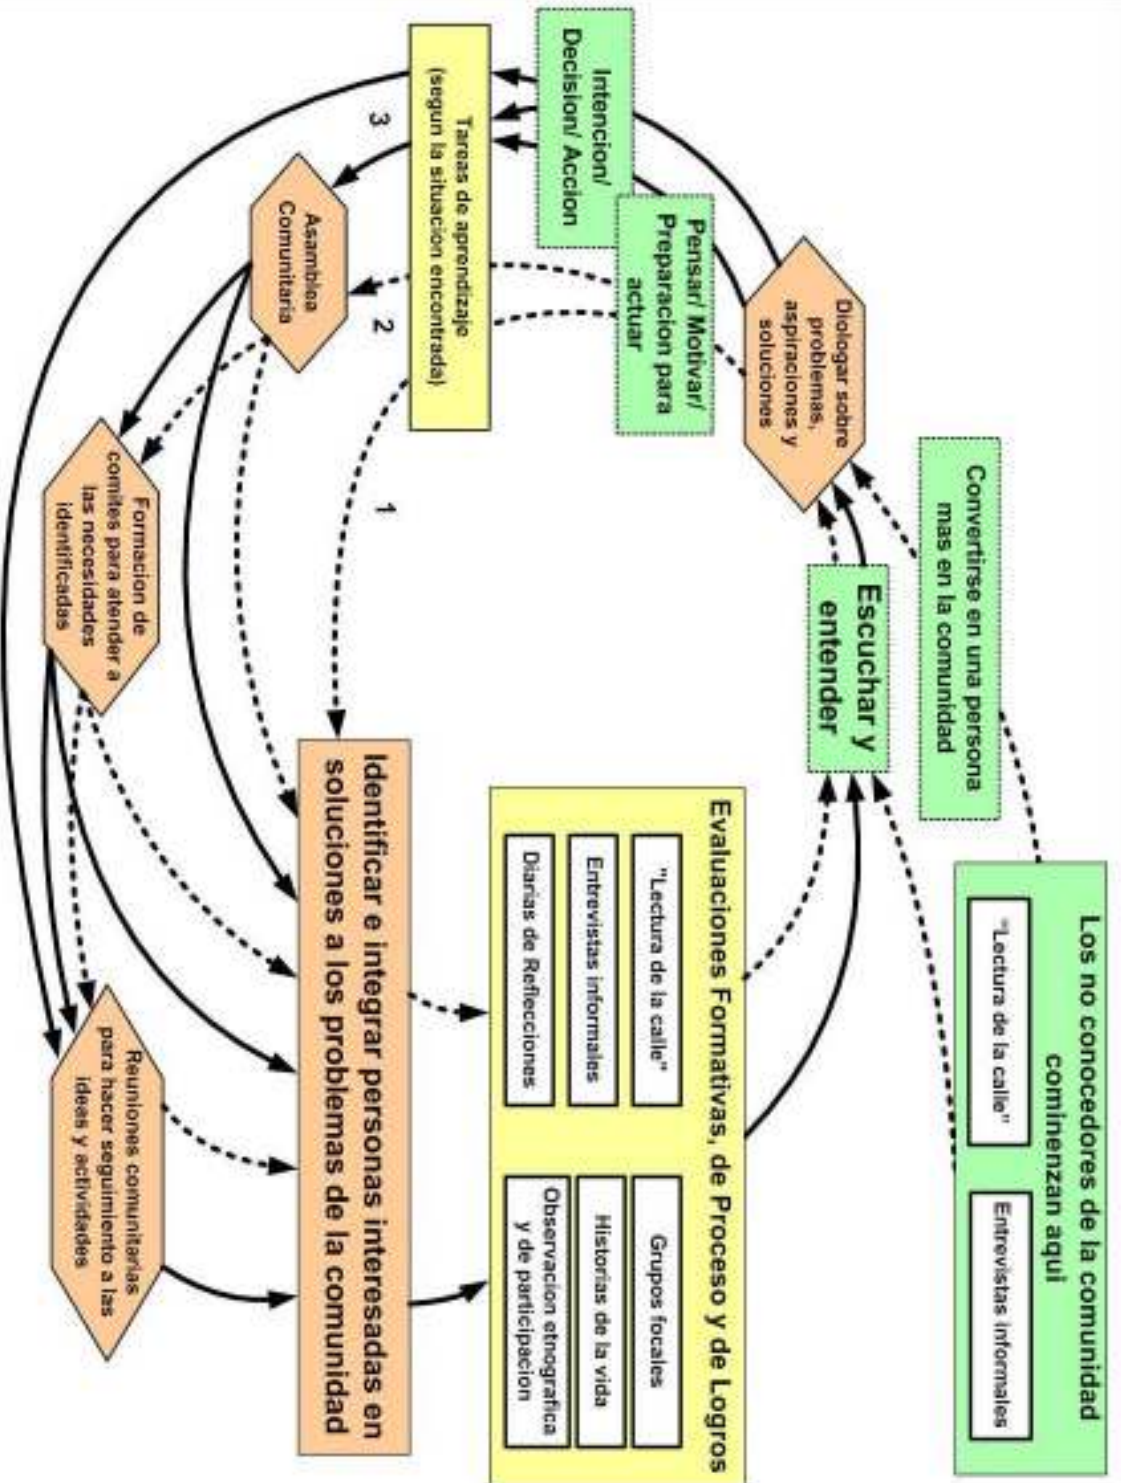 Los no conocedores de la comunidad
cominenzan aqui
"Lectura de la calle"
Entrevistas informales
Convertirse en una persona
mas en la comunidad
Escuchar y
entender
Diologar sobre
problemas,
aspiraciones y
soluciones
Pensar/ Motivar/
Preparacion para
actuar
Intencion/
Decision/ Accion
Tareas de aprendizaje
(segun la situacion encontrada)
Evaluaciones Formativas, de Proceso y de Logros
"Lectura de la calle"
Entrevistas informales
Diarias de Reflecciones
Grupos focales
Historias de la vida
Observacion etnografica
y de participacion
3
2
1
Asamblea
Comunitaria
Identificar e integrar personas interesadas en
soluciones a los problemas de la comunidad
Formacion de
comites para atender a
las necesidades
identificadas
Reuniones comunitarias
para hacer seguimiento a las
ideas y actividades